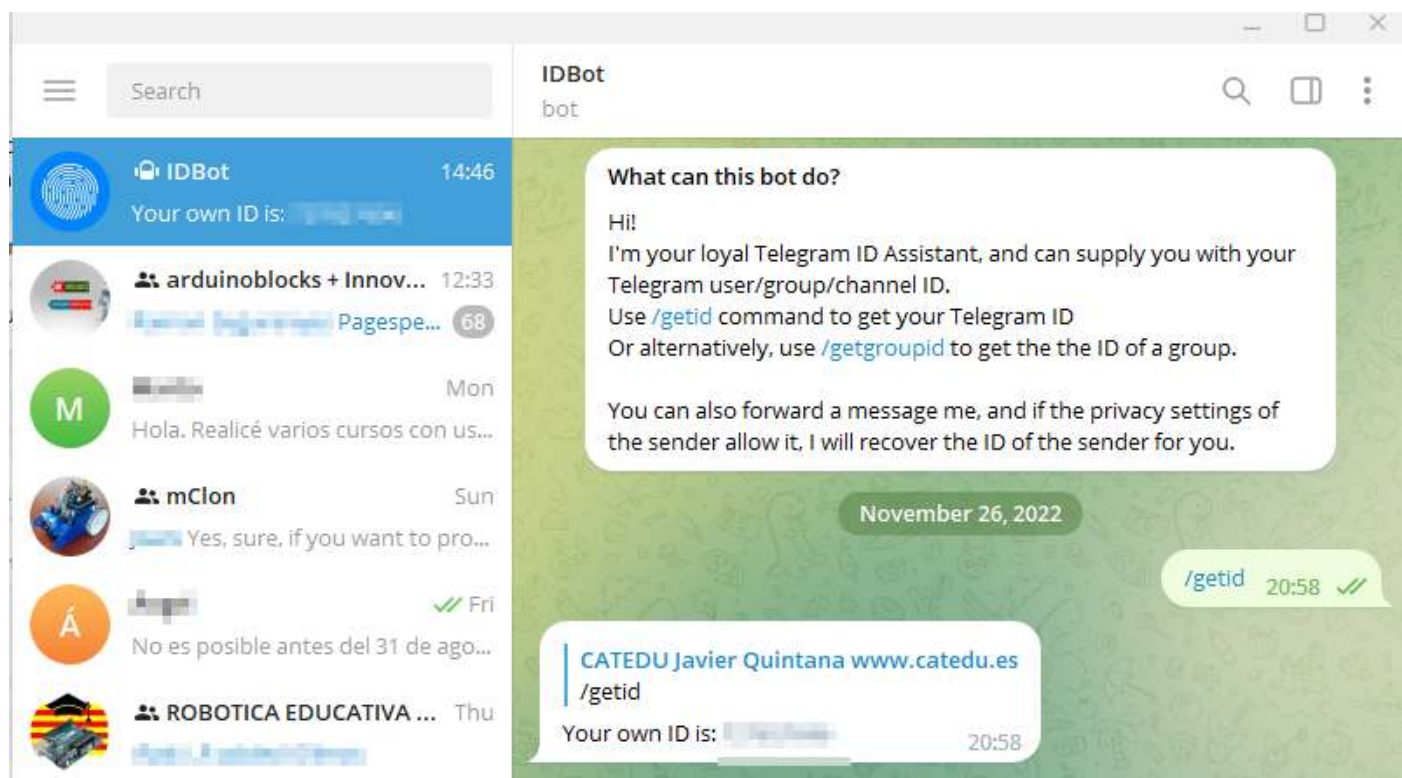 Search
IDBot
14:46
Your own ID is:
arduinoblocks + Innov... 12:33
Pagespe... 68
M
Mon
Hola. Realicé varios cursos con us...
mClon Sun
Yes, sure, if you want to pro...
Á
Fri
No es posible antes del 31 de ago...
ROBOTICA EDUCATIVA ... Thu
IDBot
bot
What can this bot do?
Hi!
I'm your loyal Telegram ID Assistant, and can supply you with your
Telegram user/group/channel ID.
Use /getid command to get your Telegram ID
Or alternatively, use /getgroupid to get the the ID of a group.
You can also forward a message me, and if the privacy settings of
the sender allow it, I will recover the ID of the sender for you.
November 26, 2022
/getid 20:58
CATEDU Javier Quintana www.catedu.es
/getid
Your own ID is:
20:58